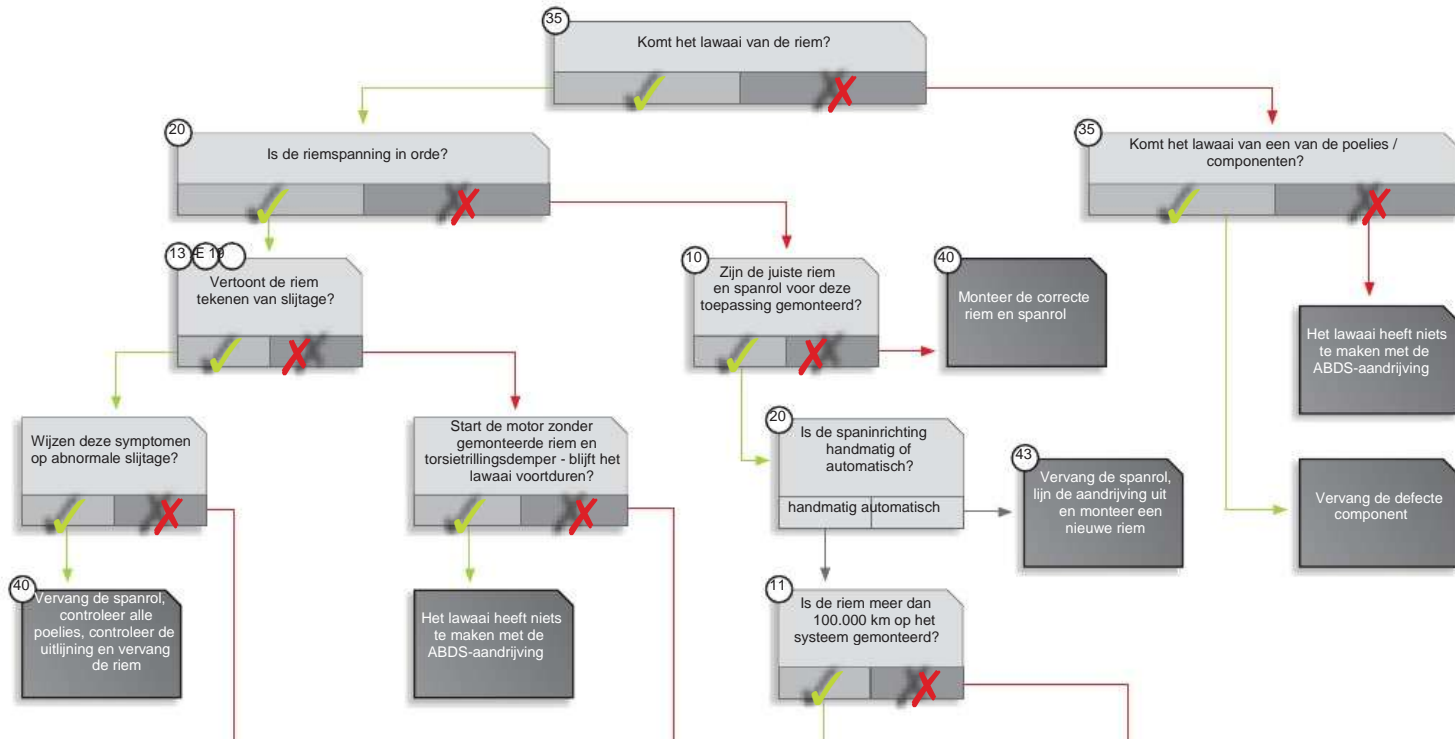 35
Komt het lawaai van de riem?
20
Is de riemspanning in orde?
35
Komt het lawaai van een van de poelies /
componenten?
13 Æ 19
Vertoont de riem
tekenen van slijtage?
10
Zijn de juiste riem
en spanrol voor deze
toepassing gemonteerd?
40
Monteer de correcte
riem en spanrol
Het lawaai heeft niets
te maken met de
ABDS-aandrijving
Wijzen deze symptomen
op abnormale slijtage?
Start de motor zonder
gemonteerde riem en
torsietrillingsdemper - blijft het
lawaai voortduren?
20
Is de spaninrichting
handmatig of
automatisch?
handmatig automatisch
43
Vervang de spanrol,
lijn de aandrijving uit
en monteer een
nieuwe riem
Vervang de defecte
component
40
Vervang de spanrol,
controleer alle
poelies, controleer de
uitlijning en vervang
de riem
Het lawaai heeft niets
te maken met de
ABDS-aandrijving
11
Is de riem meer dan
100.000 km op het
systeem gemonteerd?